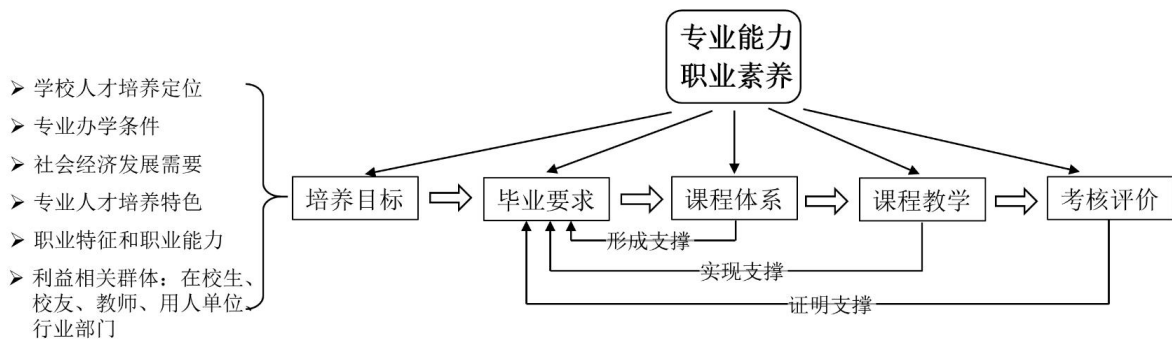 专业能力
职业素养
➢ 学校人才培养定位
➢ 专业办学条件
➢ 社会经济发展需要
➢ 专业人才培养特色
➢ 职业特征和职业能力
➢ 利益相关群体：在校生、
校友、教师、用人单位、
行业部门
培养目标
毕业要求
课程体系
课程教学
考核评价
形成支撑
实现支撑
证明支撑